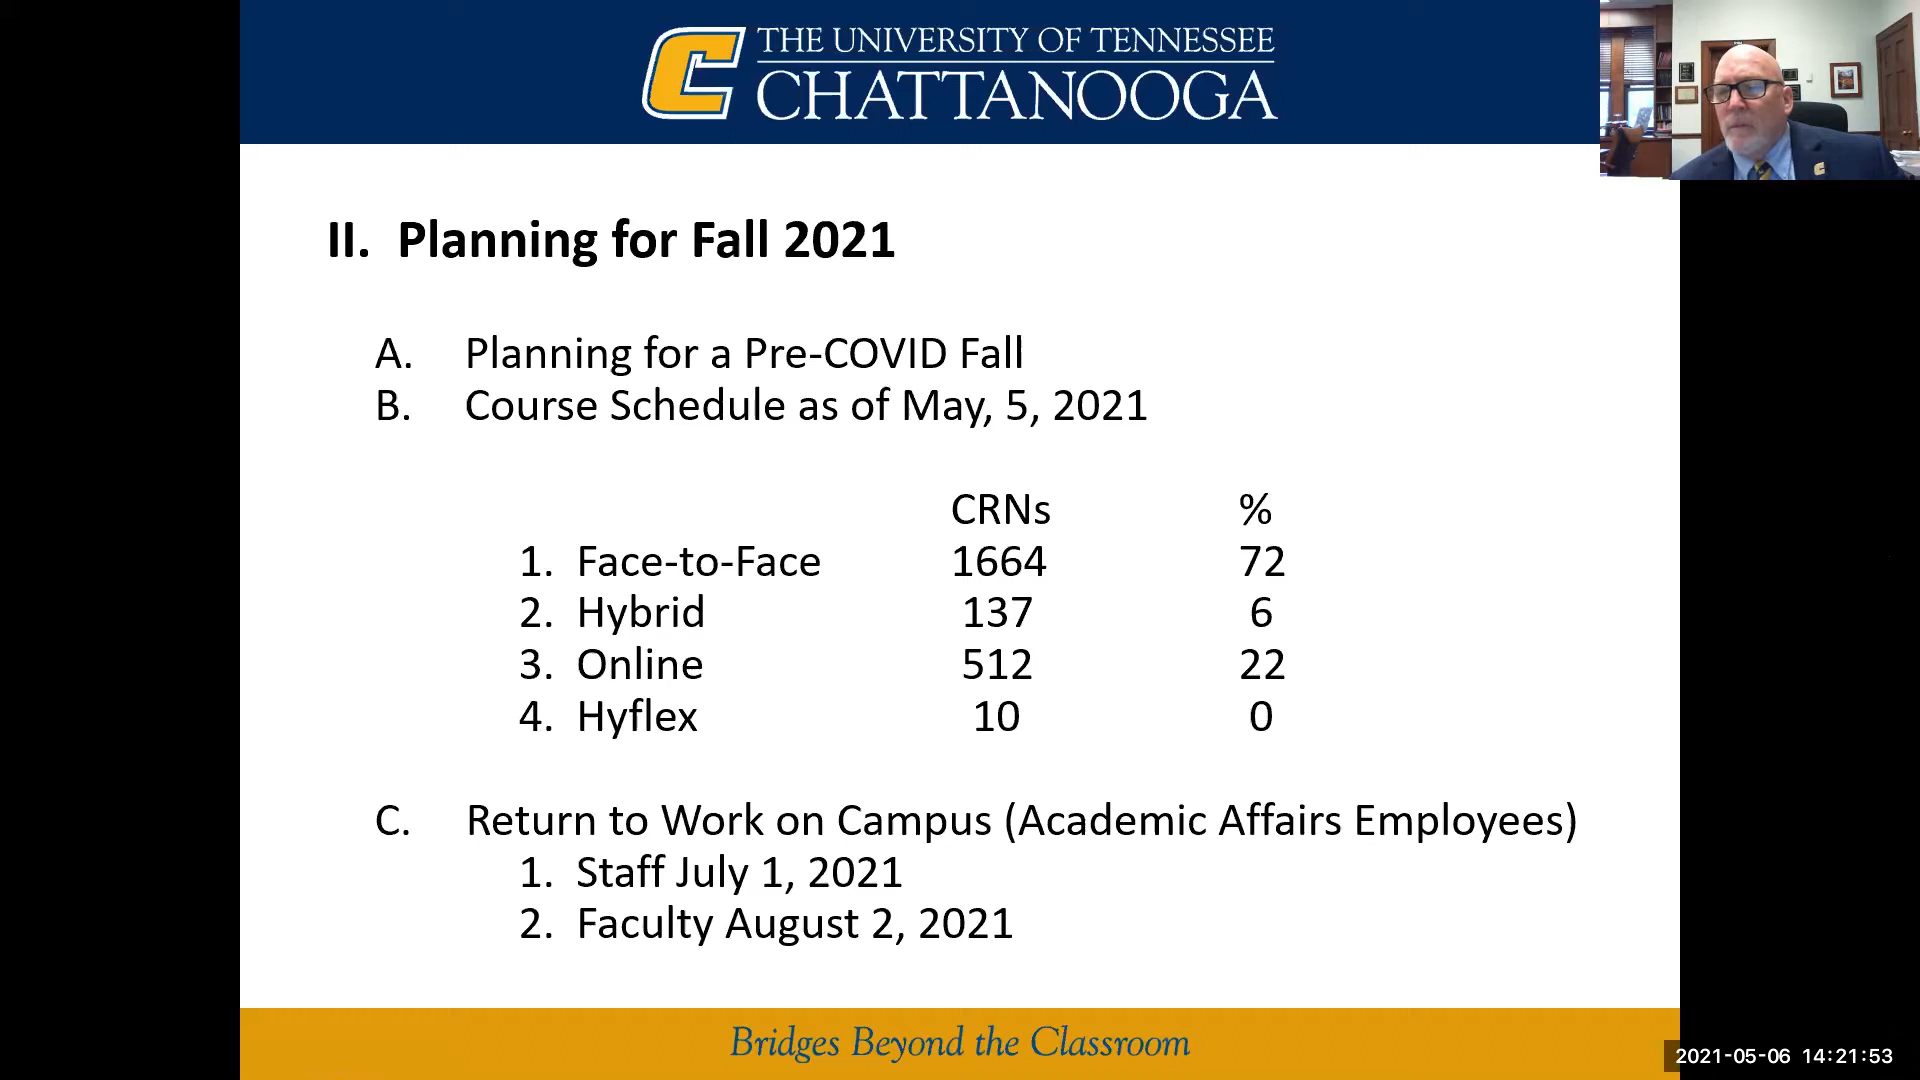 THE UNIVERSITY OF TENNESSEE
CHATTANOOGA
II. Planning for Fall 2021
A. Planning for a Pre-COVID Fall
B. Course Schedule as of May, 5, 2021
CRNs %
1. Face-to-Face 1664 72
2. Hybrid 137 6
3. Online 512 22
4. Hyflex 10 0
C. Return to Work on Campus (Academic Affairs Employees)
1. Staff July 1, 2021
2. Faculty August 2, 2021
Bridges Beyond the Classroom
2021-05-06 14:21:53